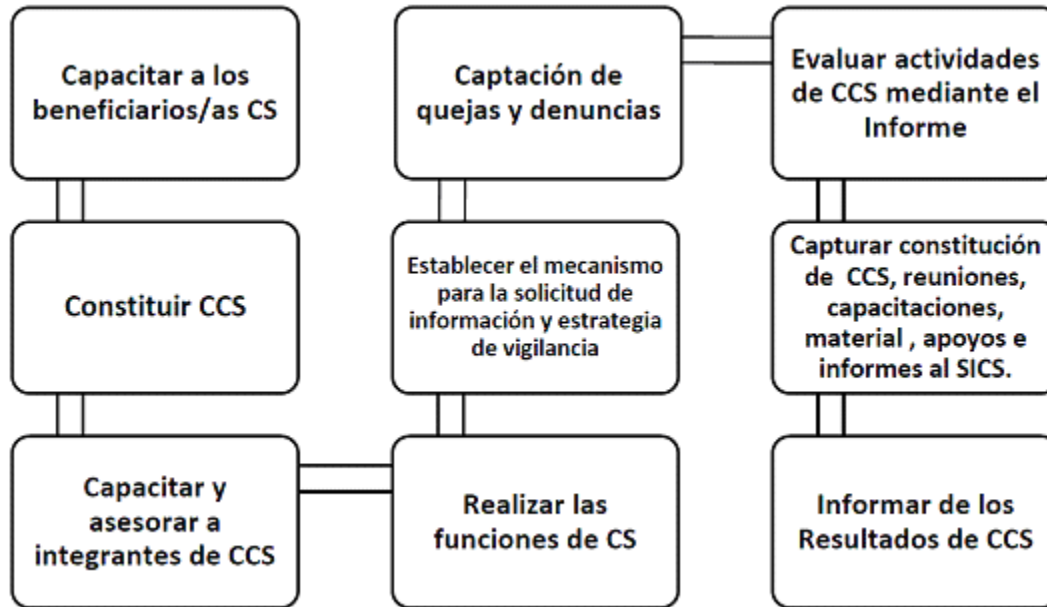 Capacitar a los
beneficiarios/as CS
Constituir CCS
Capacitar y
asesorar a
integrantes de CCS
Realizar las
funciones de CS
Establecer el mecanismo
para la solicitud de
información y estrategia
de vigilancia
Captación de
quejas y denuncias
Evaluar actividades
de CCS mediante el
Informe
Capturar constitución
de CCS, reuniones,
capacitaciones,
material , apoyos e
informes al SICS.
Informar de los
Resultados de CCS